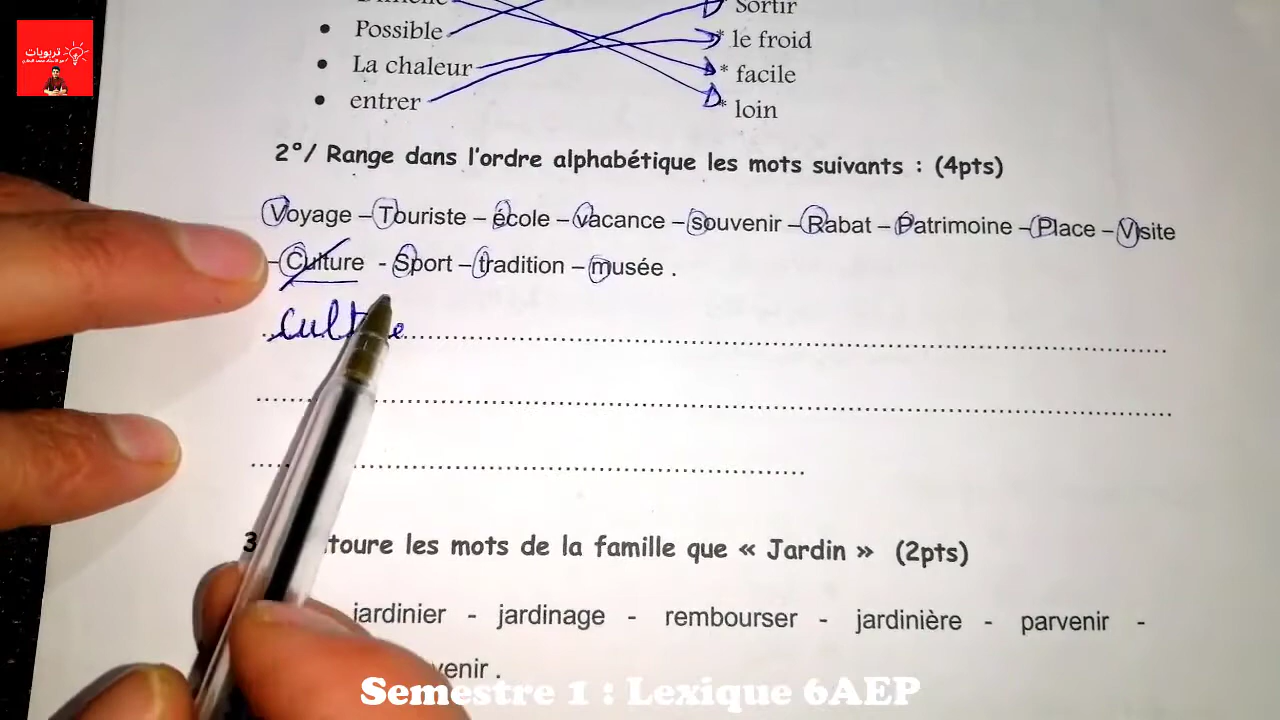 تربويات
Possible
La chaleur
entrer
Sortir
* le froid
* facile
* loin
2°/ Range dans l'ordre alphabétique les mots suivants : (4pts)
Voyage – Touriste – école – vacance – souvenir – Rabat – Patrimoine – Place – Visite
– Culture - Sport – tradition – musée .
Culture
3 toure les mots de la famille que « Jardin » (2pts)
jardinier - jardinage - rembourser - jardinière - parvenir -
venir .
Semestre 1 : Lexique 6AEP